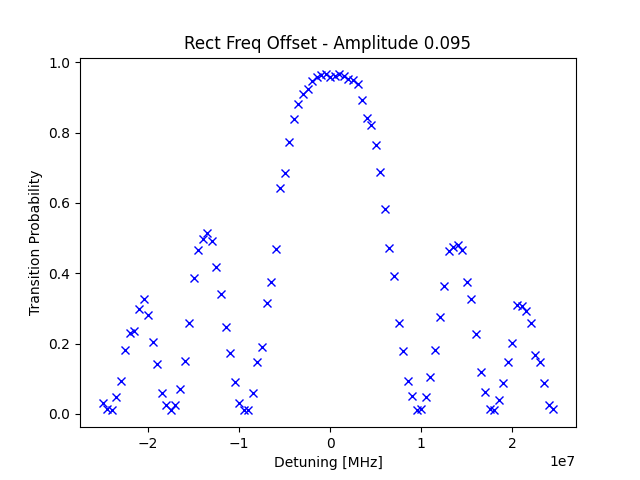 Rect Freq Offset - Amplitude 0.095
Transition Probability
1.0
0.8
0.6
0.4
0.2
0.0
−2
−1
0
1
2
1e7
Detuning [MHz]